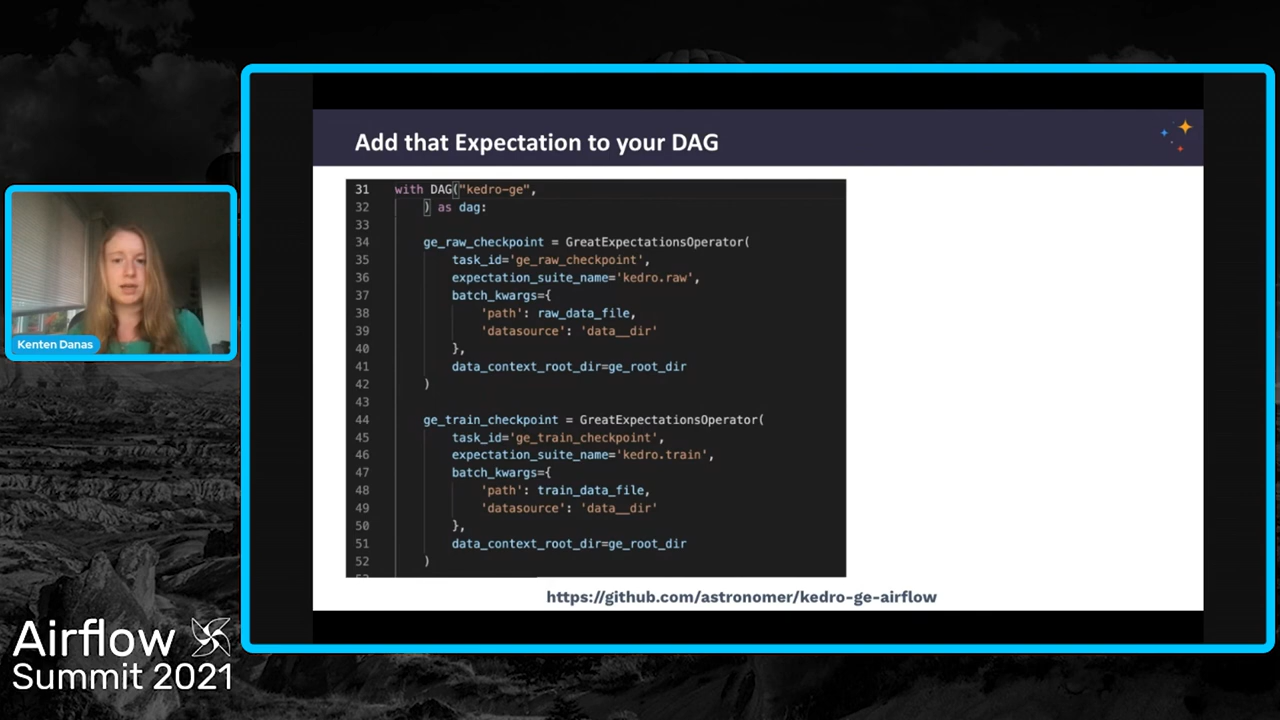 Add that Expectation to your DAG
31 with DAG("kedro-ge",
32 ) as dag:
33
34 ge_raw_checkpoint = GreatExpectationsOperator(
35 task_id='ge_raw_checkpoint',
36 expectation_suite_name='kedro.raw',
37 batch_kwargs={
38 'path': raw_data_file,
39 'datasource': 'data__dir'
40 },
41 data_context_root_dir=ge_root_dir
42 )
43
44 ge_train_checkpoint = GreatExpectationsOperator(
45 task_id='ge_train_checkpoint',
46 expectation_suite_name='kedro.train',
47 batch_kwargs={
48 'path': train_data_file,
49 'datasource': 'data__dir'
50 },
51 data_context_root_dir=ge_root_dir
52 )
https://github.com/astronomer/kedro-ge-airflow
Kenten Danas
Airflow
Summit 2021